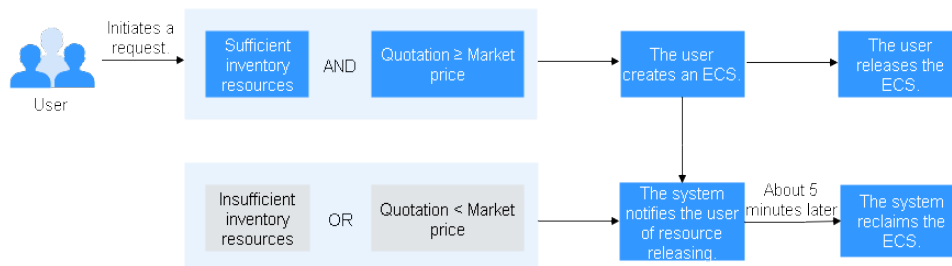 Initiates a
request.
User
Sufficient
inventory
resources
AND
Quotation ≥ Market
price
The user
creates an ECS.
The user
releases the
ECS.
Insufficient
inventory
resources
OR
Quotation < Market
price
The system
notifies the user
of resource
releasing.
About 5
minutes later
The system
reclaims the
ECS.